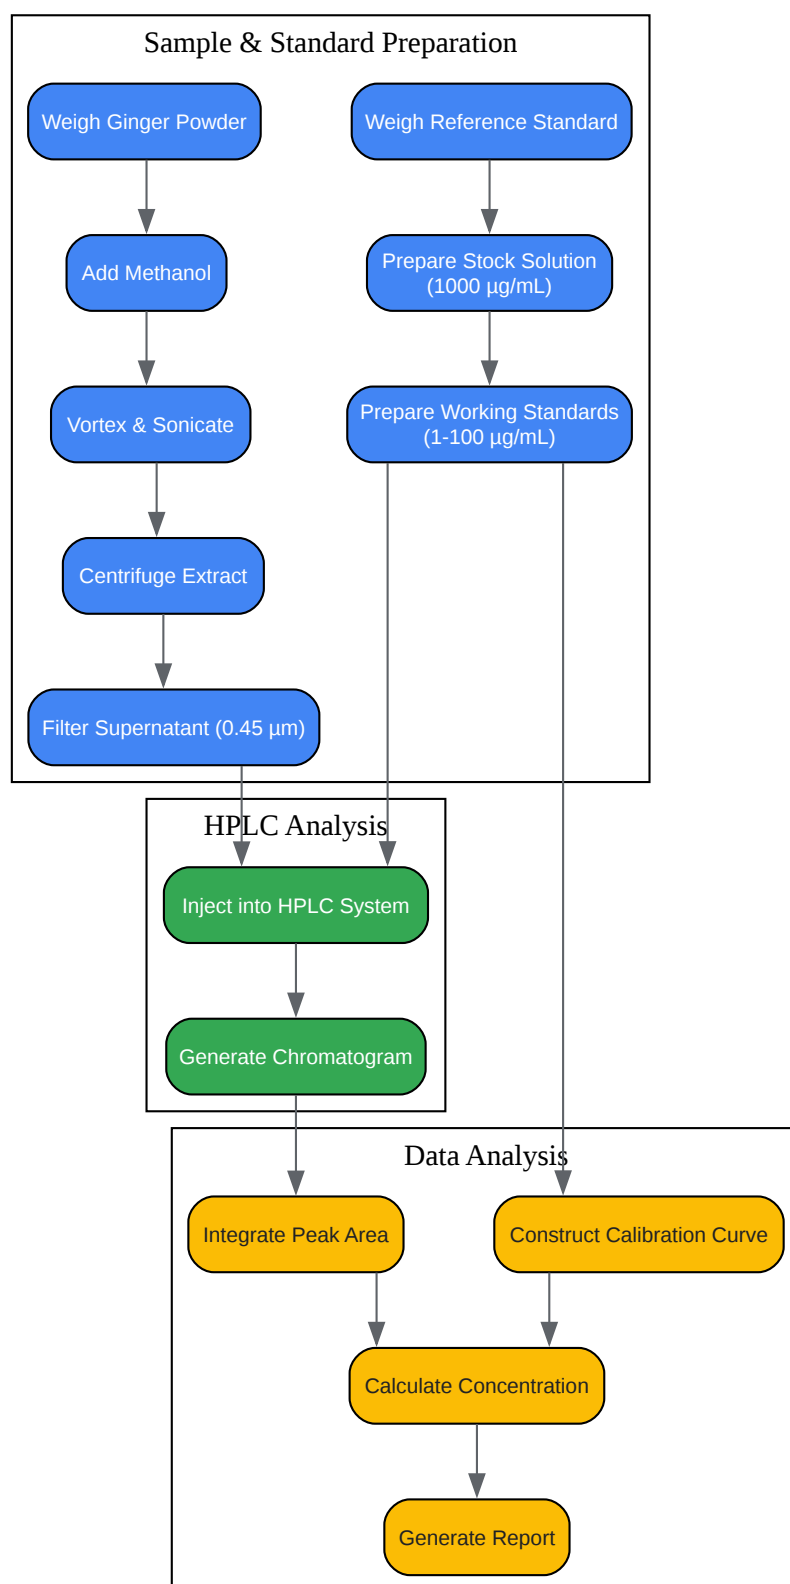 Sample & Standard Preparation
Weigh Ginger Powder
Weigh Reference Standard
Add Methanol
Prepare Stock Solution
(1000 µg/mL)
Vortex & Sonicate
Prepare Working Standards
(1-100 µg/mL)
Centrifuge Extract
Filter Supernatant (0.45 µm)
HPLC Analysis
Inject into HPLC System
Generate Chromatogram
Data Analysis
Integrate Peak Area
Construct Calibration Curve
Calculate Concentration
Generate Report